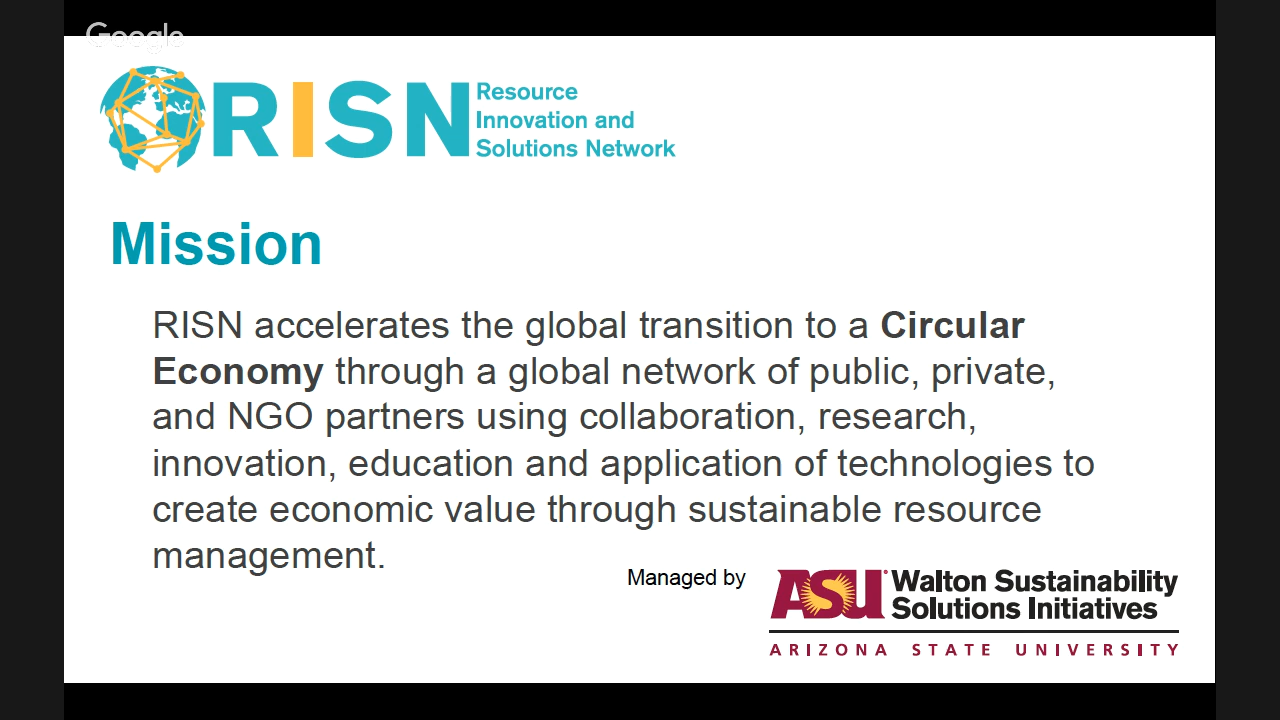 Google
RISN
Resource
Innovation and
Solutions Network
Mission
RISN accelerates the global transition to a Circular
Economy through a global network of public, private,
and NGO partners using collaboration, research,
innovation, education and application of technologies to
create economic value through sustainable resource
management.
Managed by
ASU Walton Sustainability
Solutions Initiatives
ARIZONA STATE UNIVERSITY